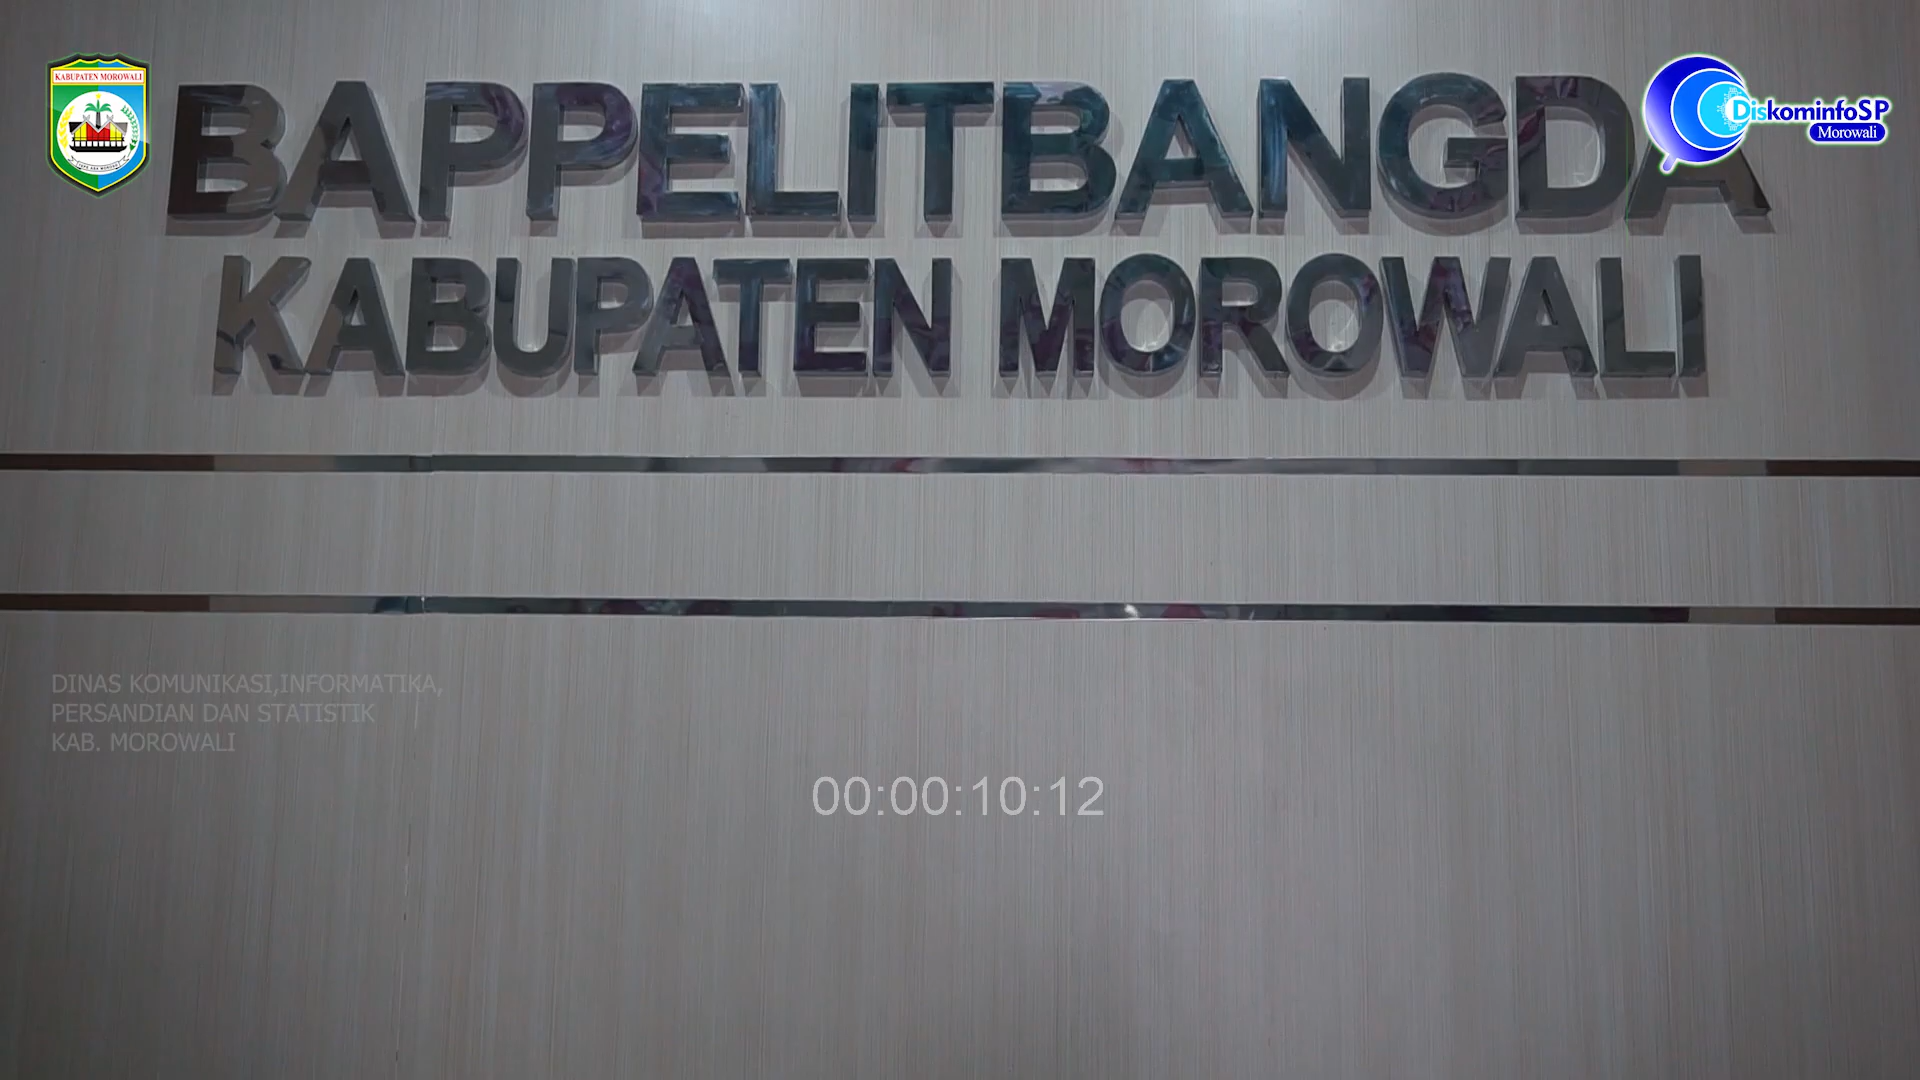 KABUPATEN MOROWALI
BAPPELITBANGDA
KABUPATEN MOROWALI
DiskominfoSP
Morowali
DINAS KOMUNIKASI,INFORMATIKA,
PERSANDIAN DAN STATISTIK
KAB. MOROWALI
00:00:10:12